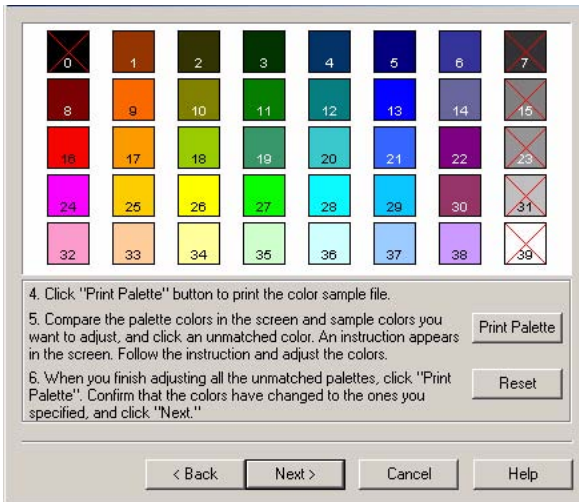 0 1 2 3 4 5 6 7
8 9 10 11 12 13 14 15
16 17 18 19 20 21 22 23
24 25 26 27 28 29 30 31
32 33 34 35 36 37 38 39
4. Click "Print Palette" button to print the color sample file.
5. Compare the palette colors in the screen and sample colors you
want to adjust, and click an unmatched color. An instruction appears
in the screen. Follow the instruction and adjust the colors.
Print Palette
6. When you finish adjusting all the unmatched palettes, click "Print
Palette". Confirm that the colors have changed to the ones you
specified, and click "Next."
Reset
< Back Next > Cancel Help